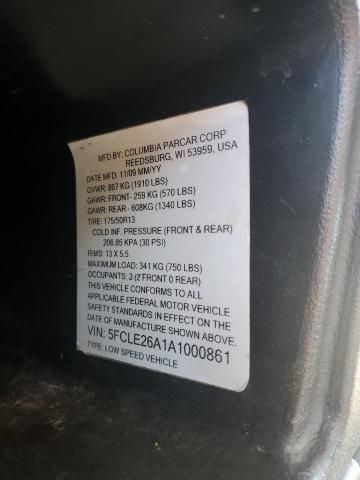 MFD BY: COLUMBIA PARCAR CORP
REEDSBURG, WI 53959, USA
DATE MFD: 11/09 MM/YY
GVWR: 867 KG (1910 LBS)
GAWR: FRONT- 259 KG (570 LBS)
GAWR: REAR - 608KG (1340 LBS)
TIRE: 175/50R13
COLD INF. PRESSURE (FRONT & REAR)
206.85 KPA (30 PSI)
RIMS: 13 X 5.5
MAXIMUM LOAD: 341 KG (750 LBS)
OCCUPANTS: 2-(2 FRONT 0 REAR)
THIS VEHICLE CONFORMS TO ALL
APPLICABLE FEDERAL MOTOR VEHICLE
SAFETY STANDARDS IN EFFECT ON THE
DATE OF MANUFACTURE SHOWN ABOVE.
VIN: 5FCLE26A1A1000861
TYPE: LOW SPEED VEHICLE